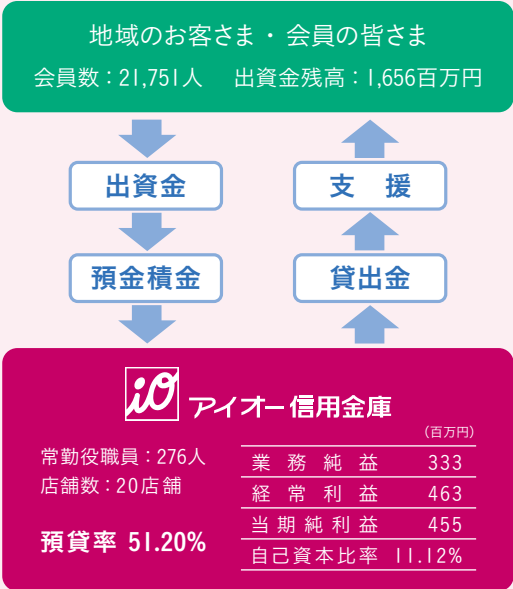 地域のお客さま・会員の皆さま
会員数：21,751人　出資金残高：1,656百万円
出資金
支　援
預金積金
貸出金
io アイオー信用金庫
（百万円）
常勤役職員：276人
店舗数：20店舗
預貸率 51.20%
業務純益 333
経常利益 463
当期純利益 455
自己資本比率 11.12%